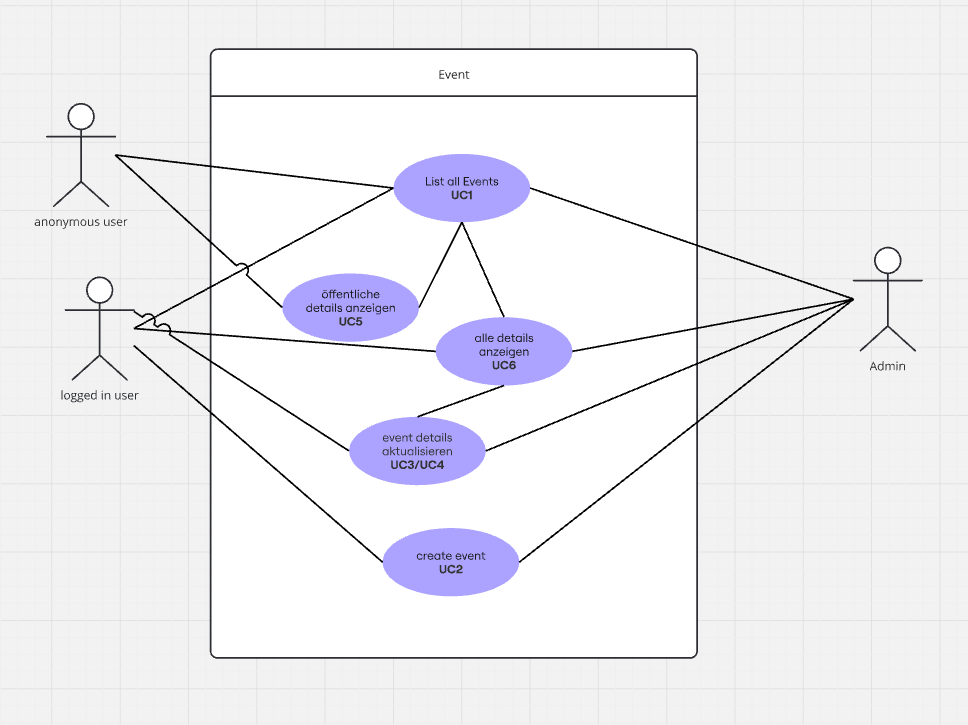 Event
List all Events
UC1
anonymous user
öffentliche
details anzeigen
UC5
alle details
anzeigen
UC6
Admin
logged in user
event details
aktualisieren
UC3/UC4
create event
UC2